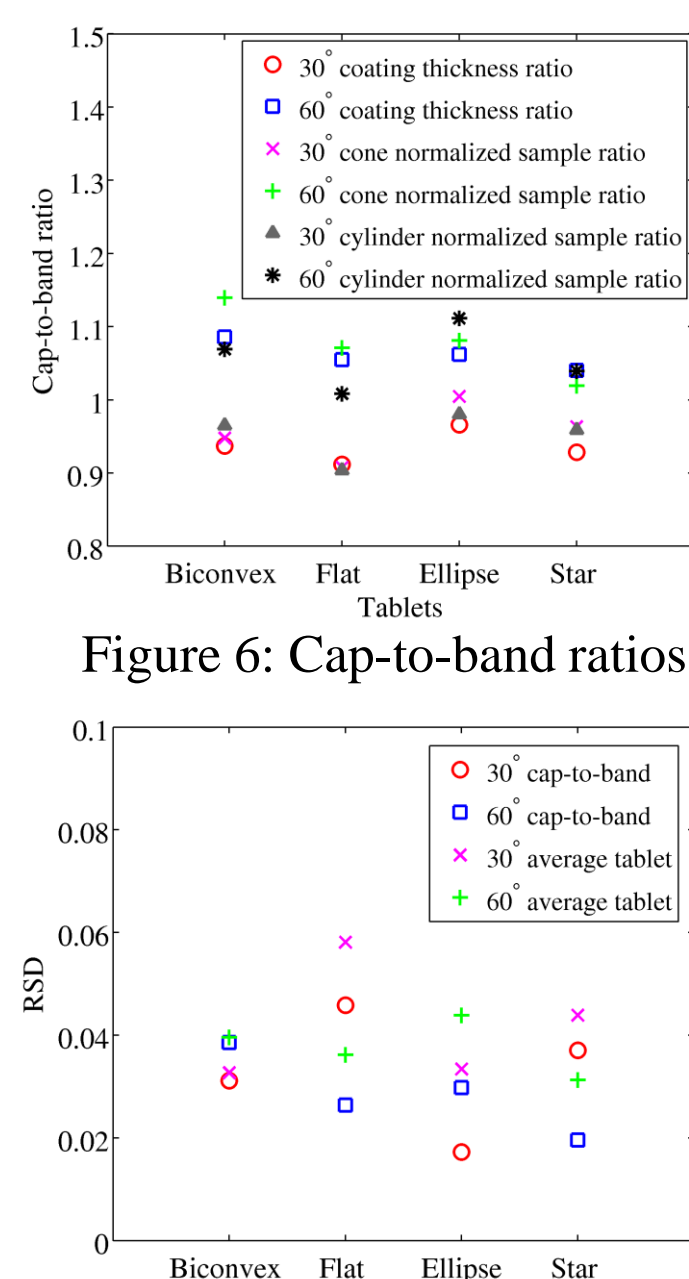 1.5
1.4
1.3
1.2
1.1
1
0.9
0.8
Cap-to-band ratio
30° coating thickness ratio
60° coating thickness ratio
30° cone normalized sample ratio
60° cone normalized sample ratio
30° cylinder normalized sample ratio
60° cylinder normalized sample ratio
Biconvex Flat Ellipse Star
Tablets
Figure 6: Cap-to-band ratios
0.1
0.08
0.06
0.04
0.02
0
RSD
30° cap-to-band
60° cap-to-band
30° average tablet
60° average tablet
Biconvex Flat Ellipse Star